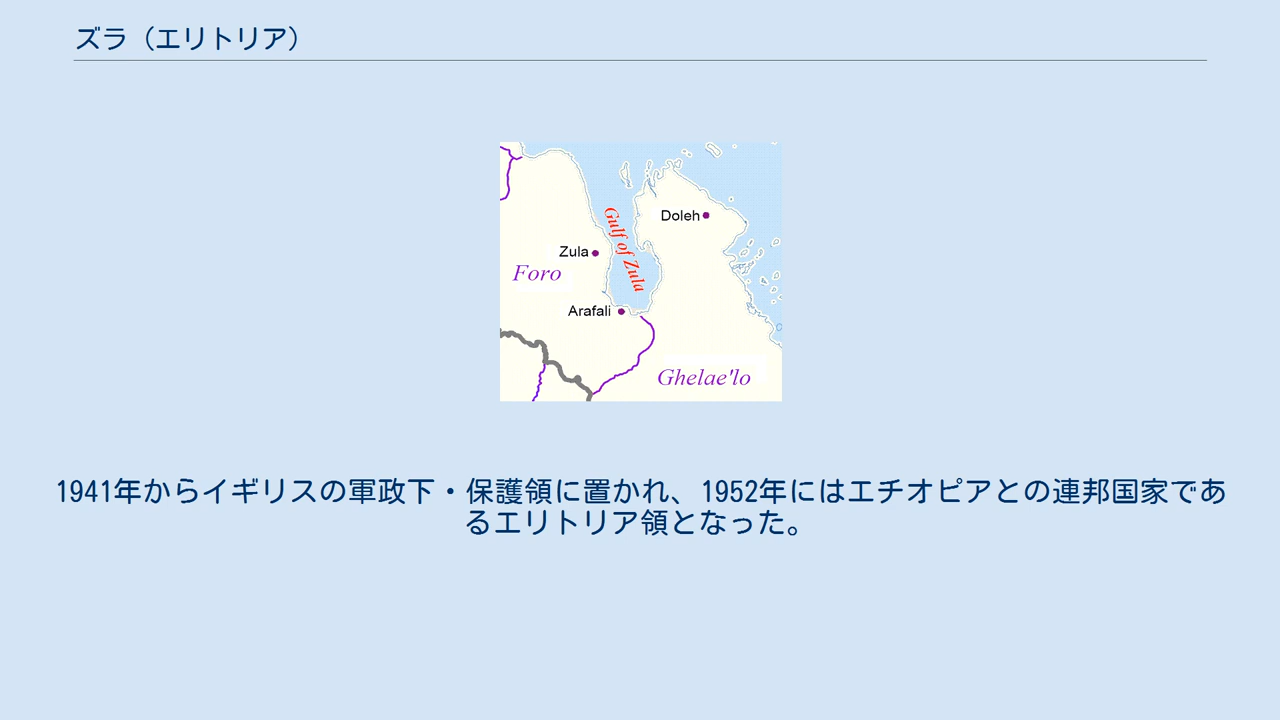 ズラ（エリトリア）
Doleh
Gulf of Zula
Zula
Foro
Arafali
Ghelae'lo
1941年からイギリスの軍政下・保護領に置かれ、1952年にはエチオピアとの連邦国家であ
るエリトリア領となった。